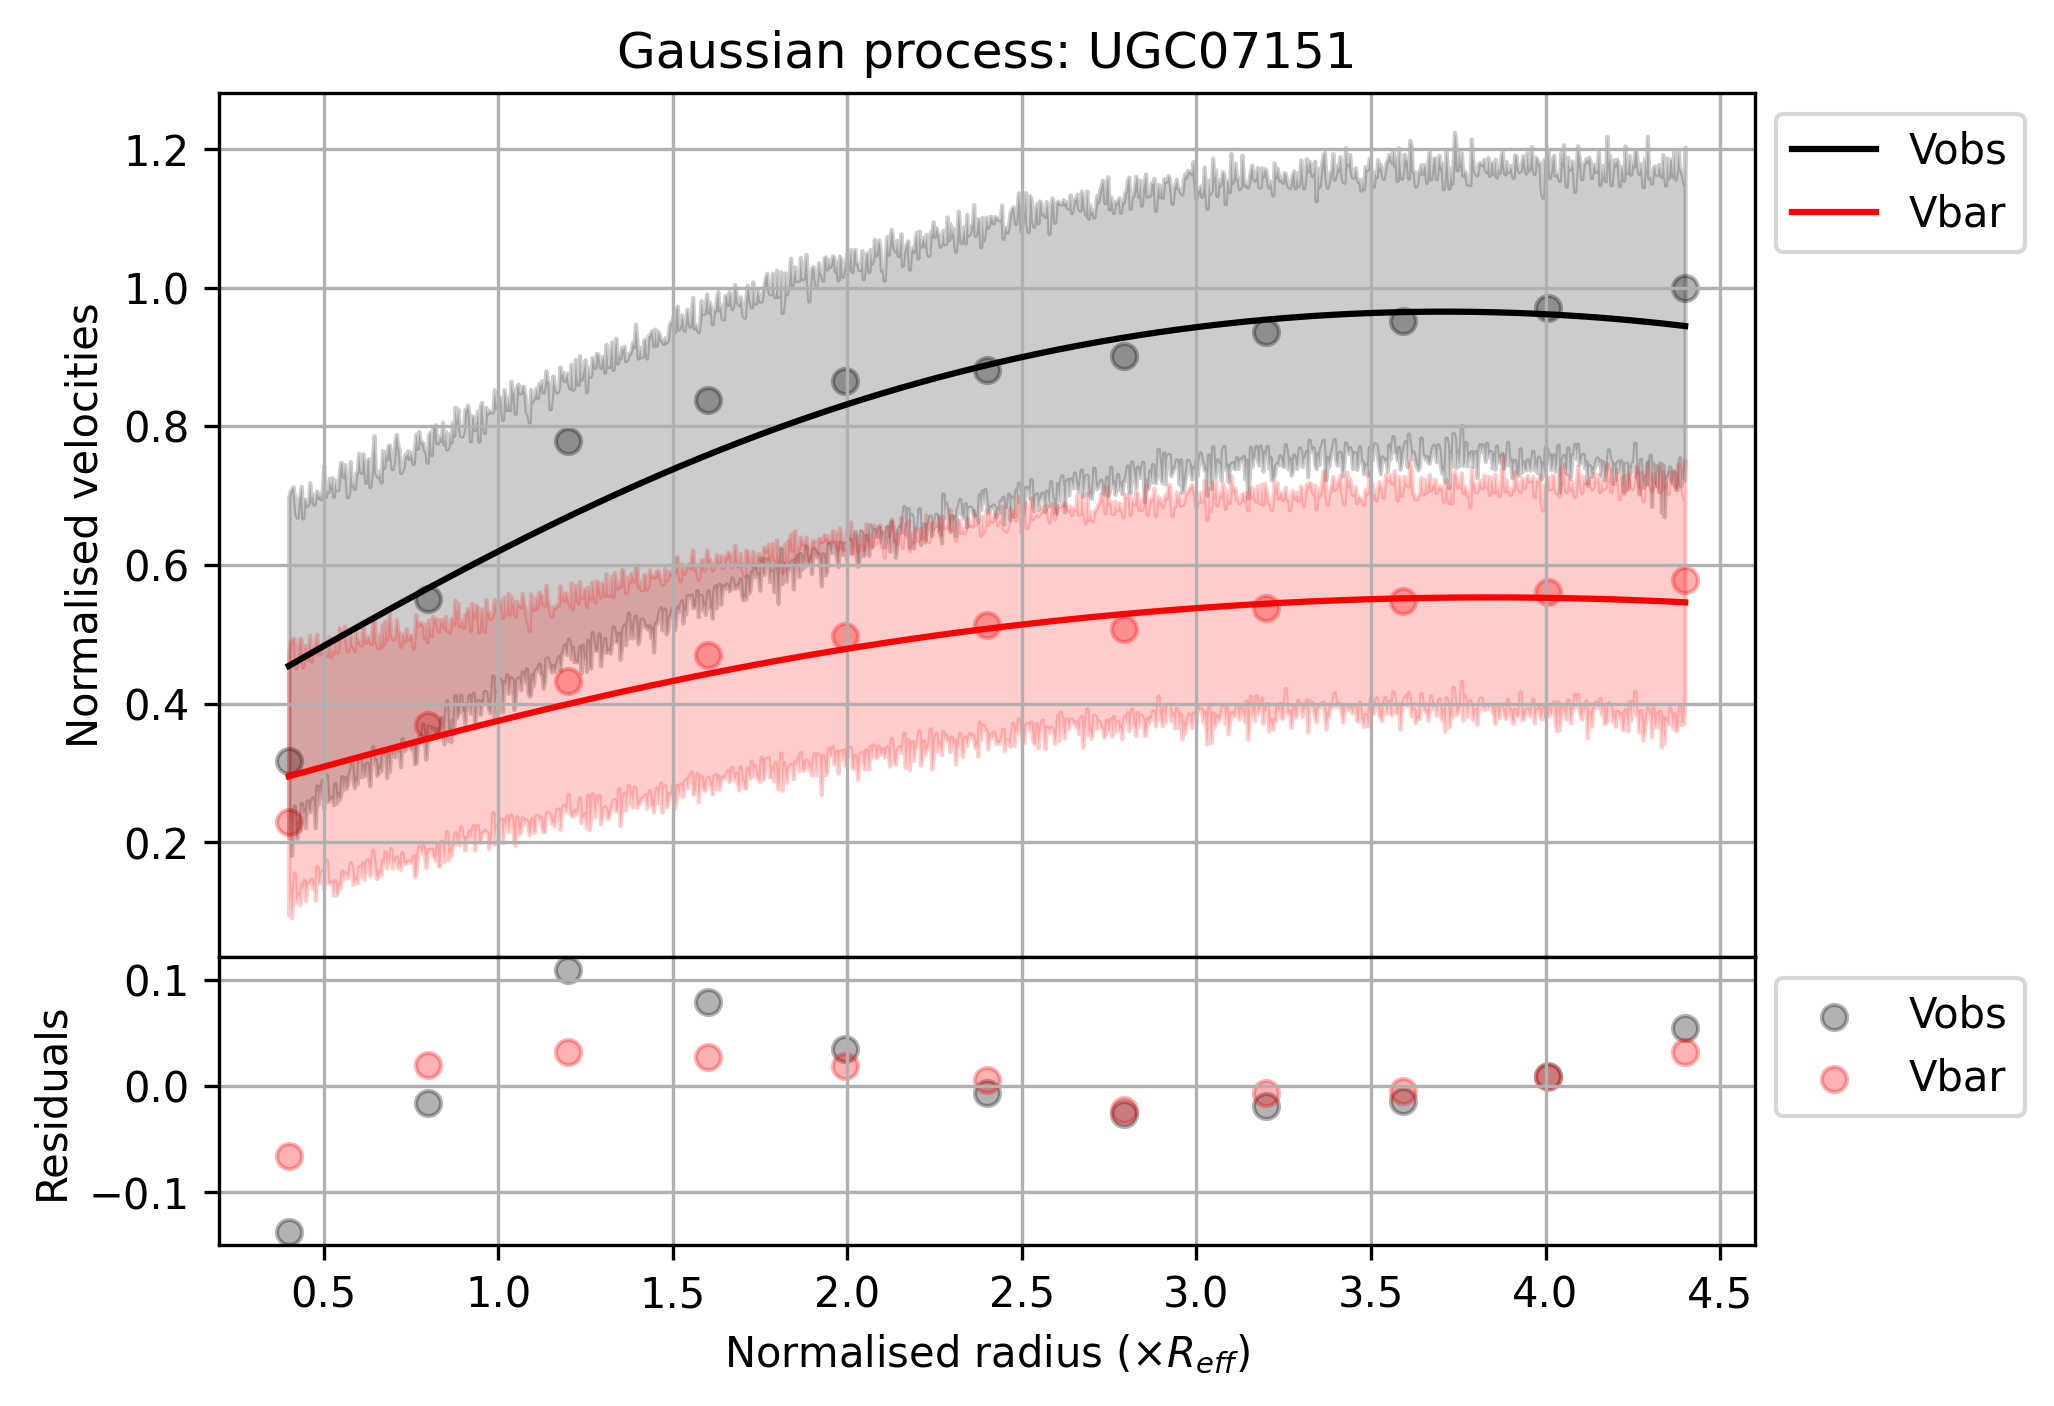 Gaussian process: UGC07151
Normalised velocities
1.2
1.0
0.8
0.6
0.4
0.2
Vobs
Vbar
Residuals
0.1
0.0
−0.1
Vobs
Vbar
0.5 1.0 1.5 2.0 2.5 3.0 3.5 4.0 4.5
Normalised radius (×R_eff)